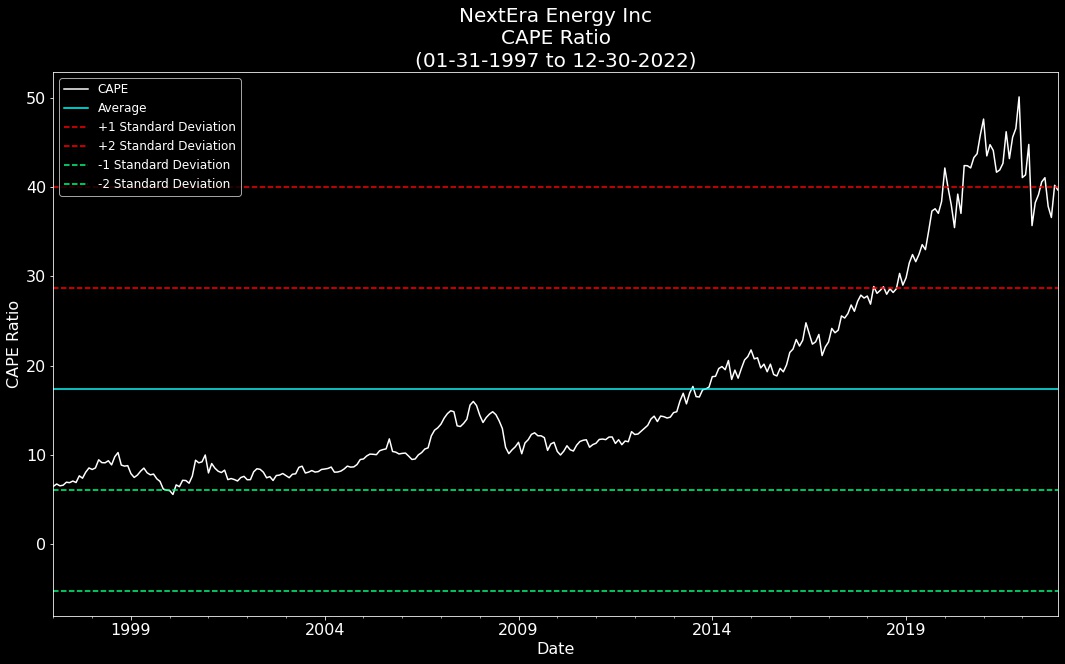 NextEra Energy Inc
CAPE Ratio
(01-31-1997 to 12-30-2022)
CAPE
Average
+1 Standard Deviation
+2 Standard Deviation
-1 Standard Deviation
-2 Standard Deviation
50
40
30
20
10
0
CAPE Ratio
1999
2004
2009
2014
2019
Date